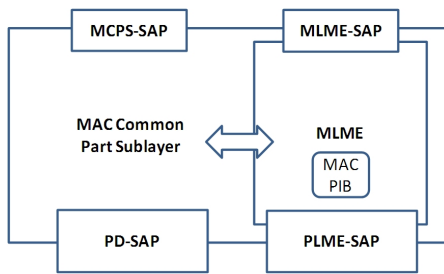 MCPS-SAP
MLME-SAP
MAC Common
Part Sublayer
MLME
MAC
PIB
PD-SAP
PLME-SAP